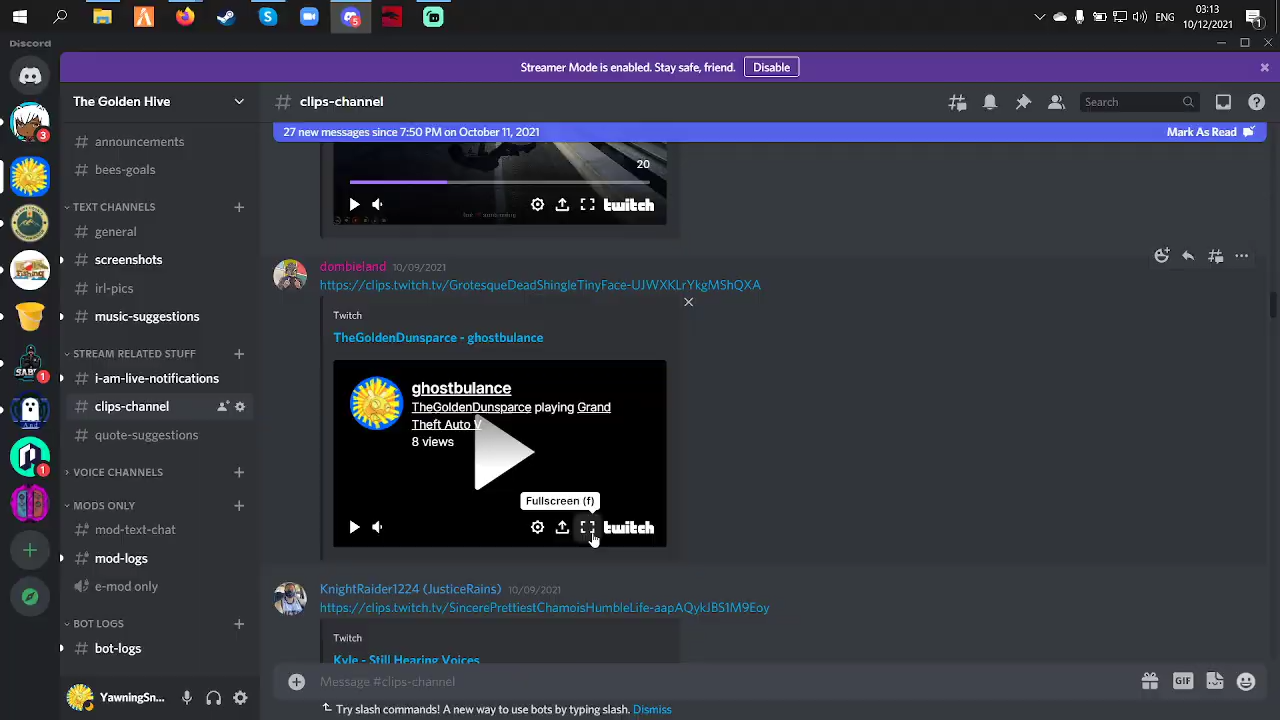 03:13
ENG
10/12/2021
1
5
Discord
Streamer Mode is enabled. Stay safe, friend.
Disable
The Golden Hive
clips-channel
Search
27 new messages since 7:50 PM on October 11, 2021
Mark As Read
3
1
1
announcements
bees-goals
TEXT CHANNELS
general
screenshots
irl-pics
music-suggestions
STREAM RELATED STUFF
i-am-live-notifications
clips-channel
quote-suggestions
VOICE CHANNELS
MODS ONLY
mod-text-chat
mod-logs
e-mod only
BOT LOGS
bot-logs
YawningSn...
20
twitch
dombieland 10/09/2021
https://clips.twitch.tv/GrotesqueDeadShingleTinyFace-UJWXKLrYkgMShQXA
Twitch
TheGoldenDunsparce - ghostbulance
ghostbulance
TheGoldenDunsparce playing Grand
Theft Auto V
8 views
Fullscreen (f)
twitch
KnightRaider1224 (JusticeRains) 10/09/2021
https://clips.twitch.tv/SincerePrettiestChamoisHumbleLife-aapAQykJBS1M9Eoy
Twitch
Kyle - Still Hearing Voices
Message #clips-channel
GIF
Try slash commands! A new way to use bots by typing slash. Dismiss